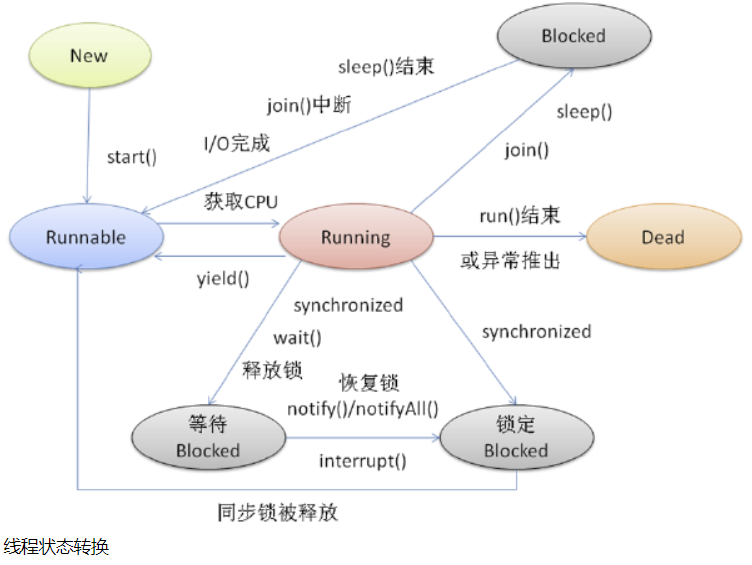 Blocked
New
sleep()结束
join()中断
sleep()
I/O完成
start()
join()
获取CPU
run()结束
Runnable
Running
Dead
或异常推出
yield()
synchronized
synchronized
wait()
释放锁
恢复锁
notify()/notifyAll()
等待
Blocked
锁定
Blocked
interrupt()
同步锁被释放
线程状态转换